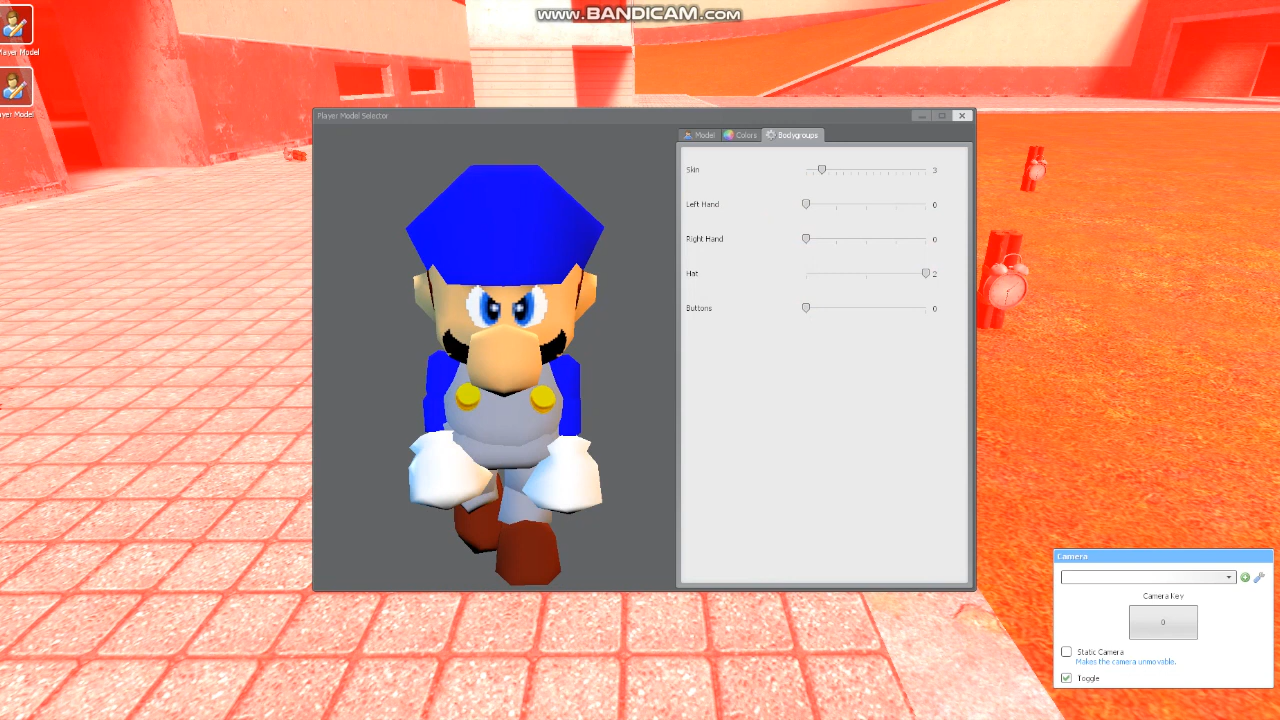 www.BANDICAM.com
Player Model
Player Model
Player Model Selector
Model
Colors
Bodygroups
Skin
3
Left Hand
0
Right Hand
0
Hat
2
Buttons
0
Camera
Camera Key
0
Static Camera
Makes the camera unmovable.
Toggle